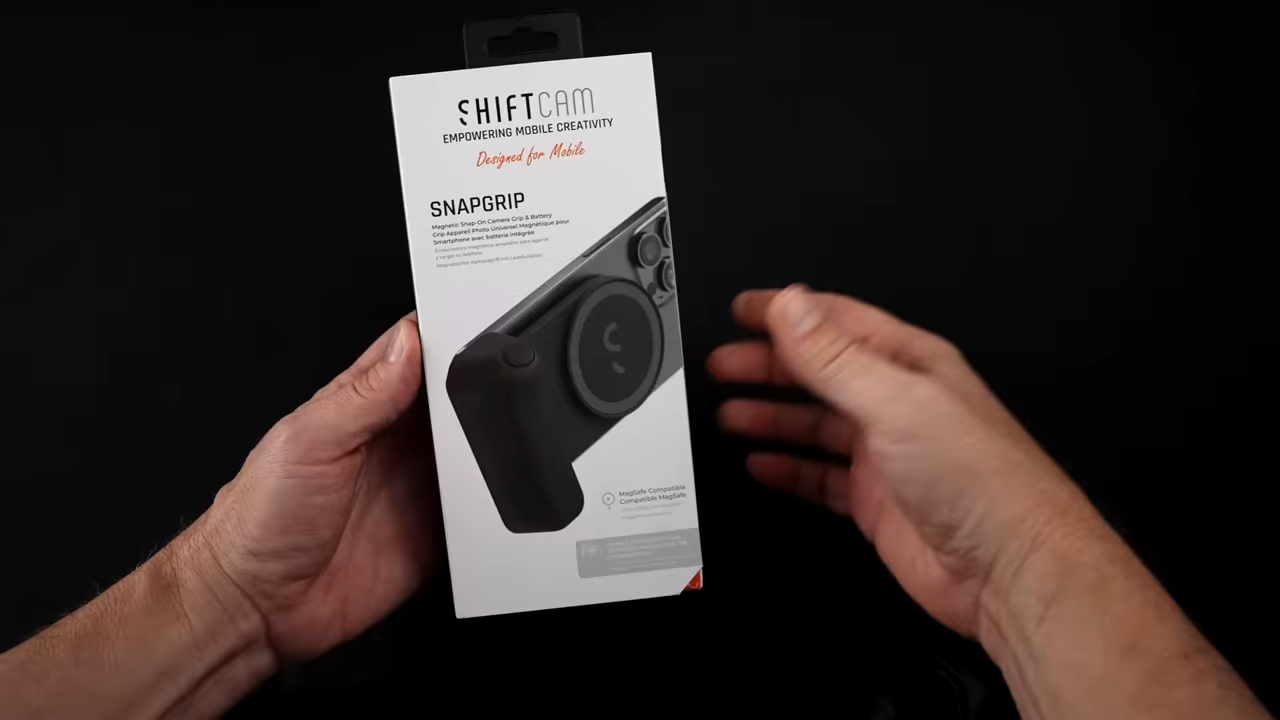 SHIFTCAM
EMPOWERING MOBILE CREATIVITY
Designed for Mobile
SNAPGRIP
Magnetic Snap-On Camera Grip & Battery
Grip Appareil Photo Universel Magnétique pour
Smartphone avec batterie intégrée
MagSafe Compatible
Compatible MagSafe